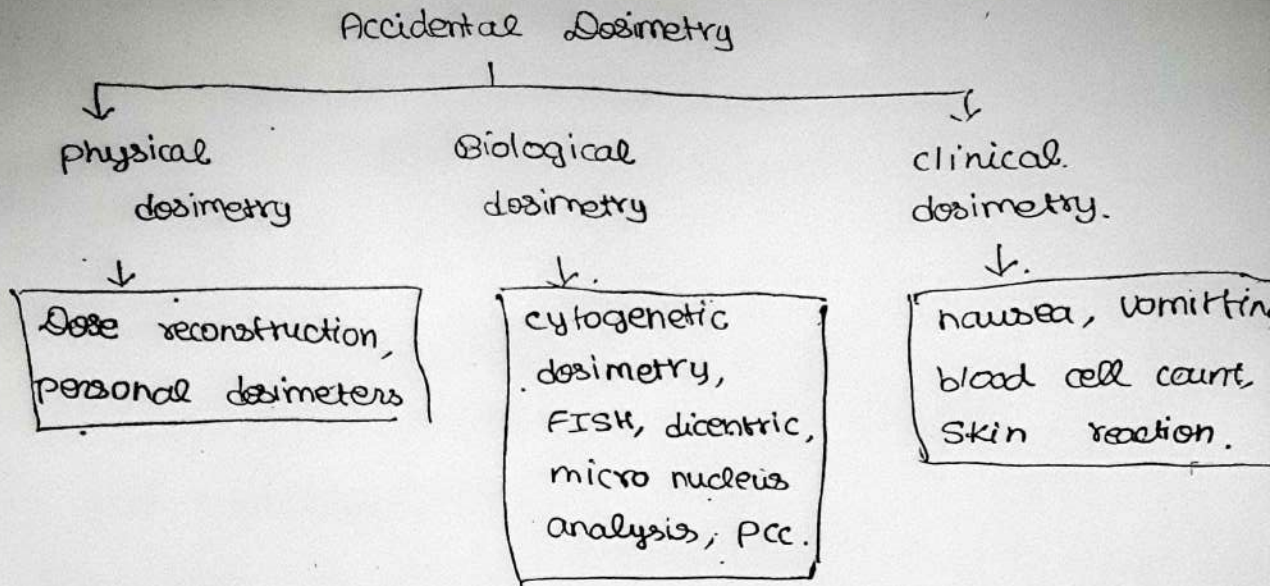 Accidental Dosimetry
physical
dosimetry
Biological
dosimetry
clinical.
dosimetry.
Dose reconstruction,
personal dosimeters
cytogenetic
dosimetry,
FISH, dicentric,
micro nucleus
analysis, PCC.
nausea, vomittin
blood cell count,
Skin reaction.